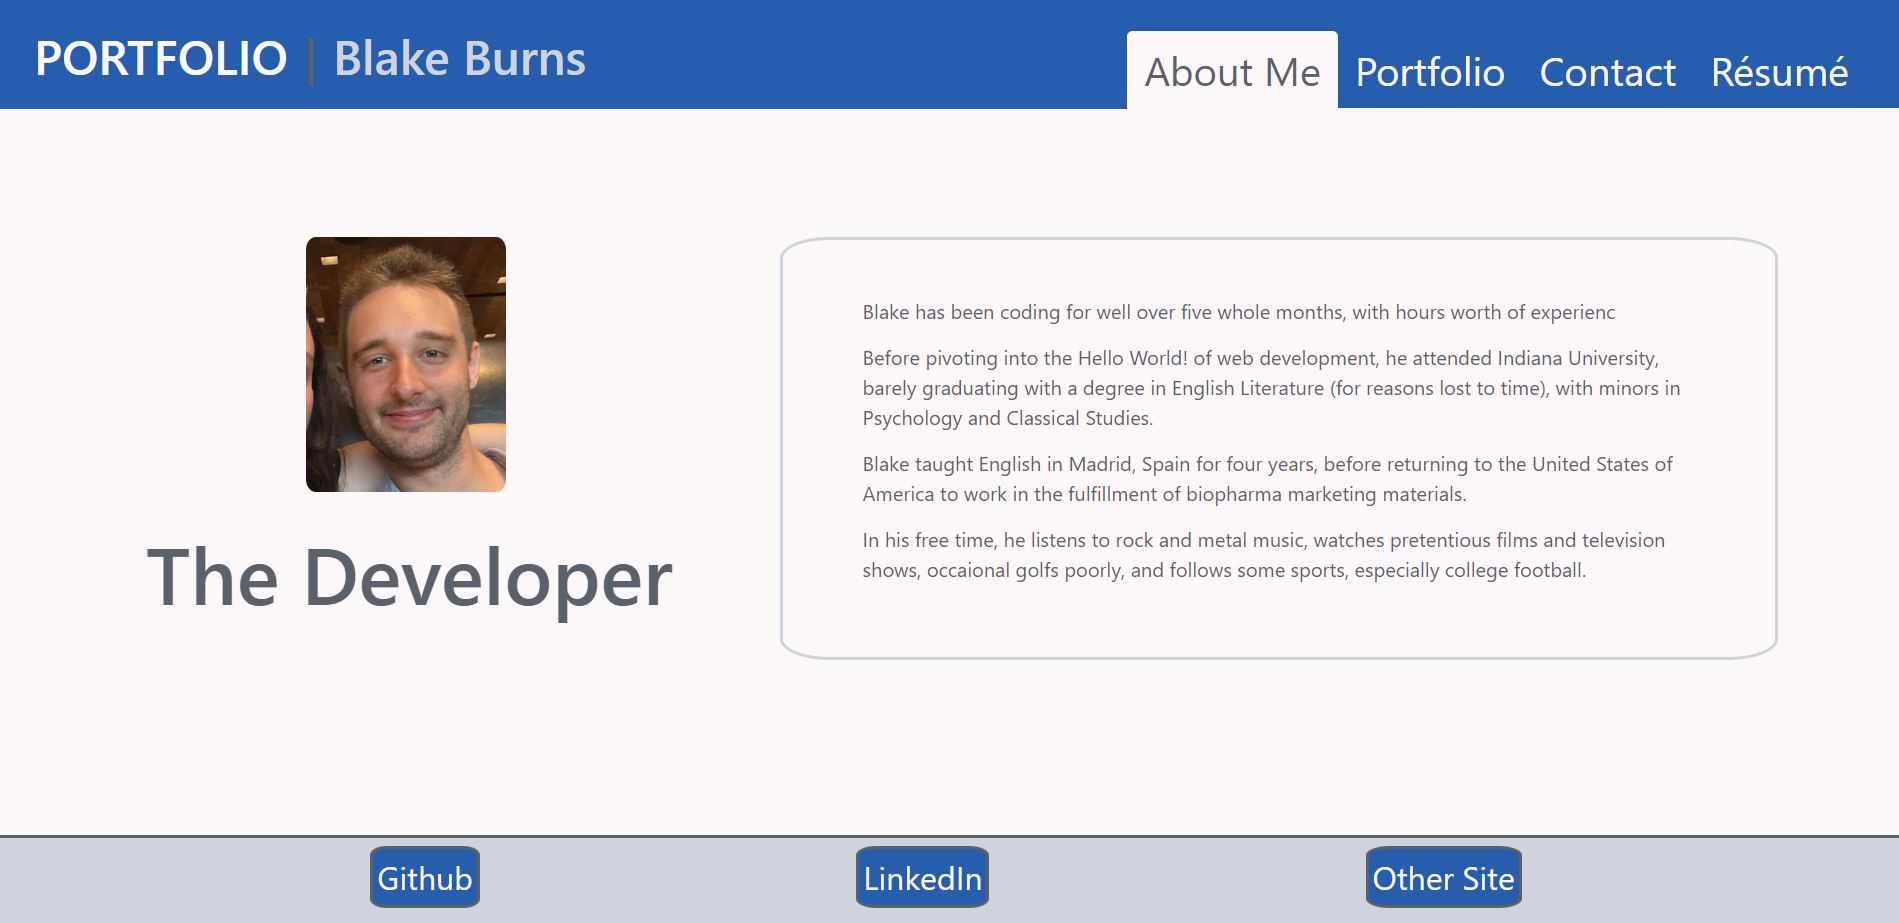 PORTFOLIO | Blake Burns
About Me Portfolio Contact Résumé
Blake has been coding for well over five whole months, with hours worth of experienc
Before pivoting into the Hello World! of web development, he attended Indiana University,
barely graduating with a degree in English Literature (for reasons lost to time), with minors in
Psychology and Classical Studies.
Blake taught English in Madrid, Spain for four years, before returning to the United States of
America to work in the fulfillment of biopharma marketing materials.
In his free time, he listens to rock and metal music, watches pretentious films and television
shows, occaional golfs poorly, and follows some sports, especially college football.
The Developer
Github
LinkedIn
Other Site